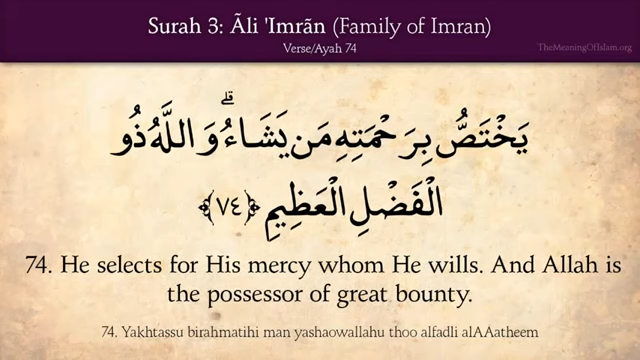 Surah 3: Ãli 'Imrãn (Family of Imran)
Verse/Ayah 74
TheMeaningOfIslam.org
يَخْتَصُّ بِرَحْمَتِهِ مَن يَشَاءُ ۗ وَاللَّهُ ذُو
الْفَضْلِ الْعَظِيمِ ﴿٧٤﴾
74. He selects for His mercy whom He wills. And Allah is
the possessor of great bounty.
74. Yakhtassu birahmatihi man yashaowallahu thoo alfadli alAAatheem